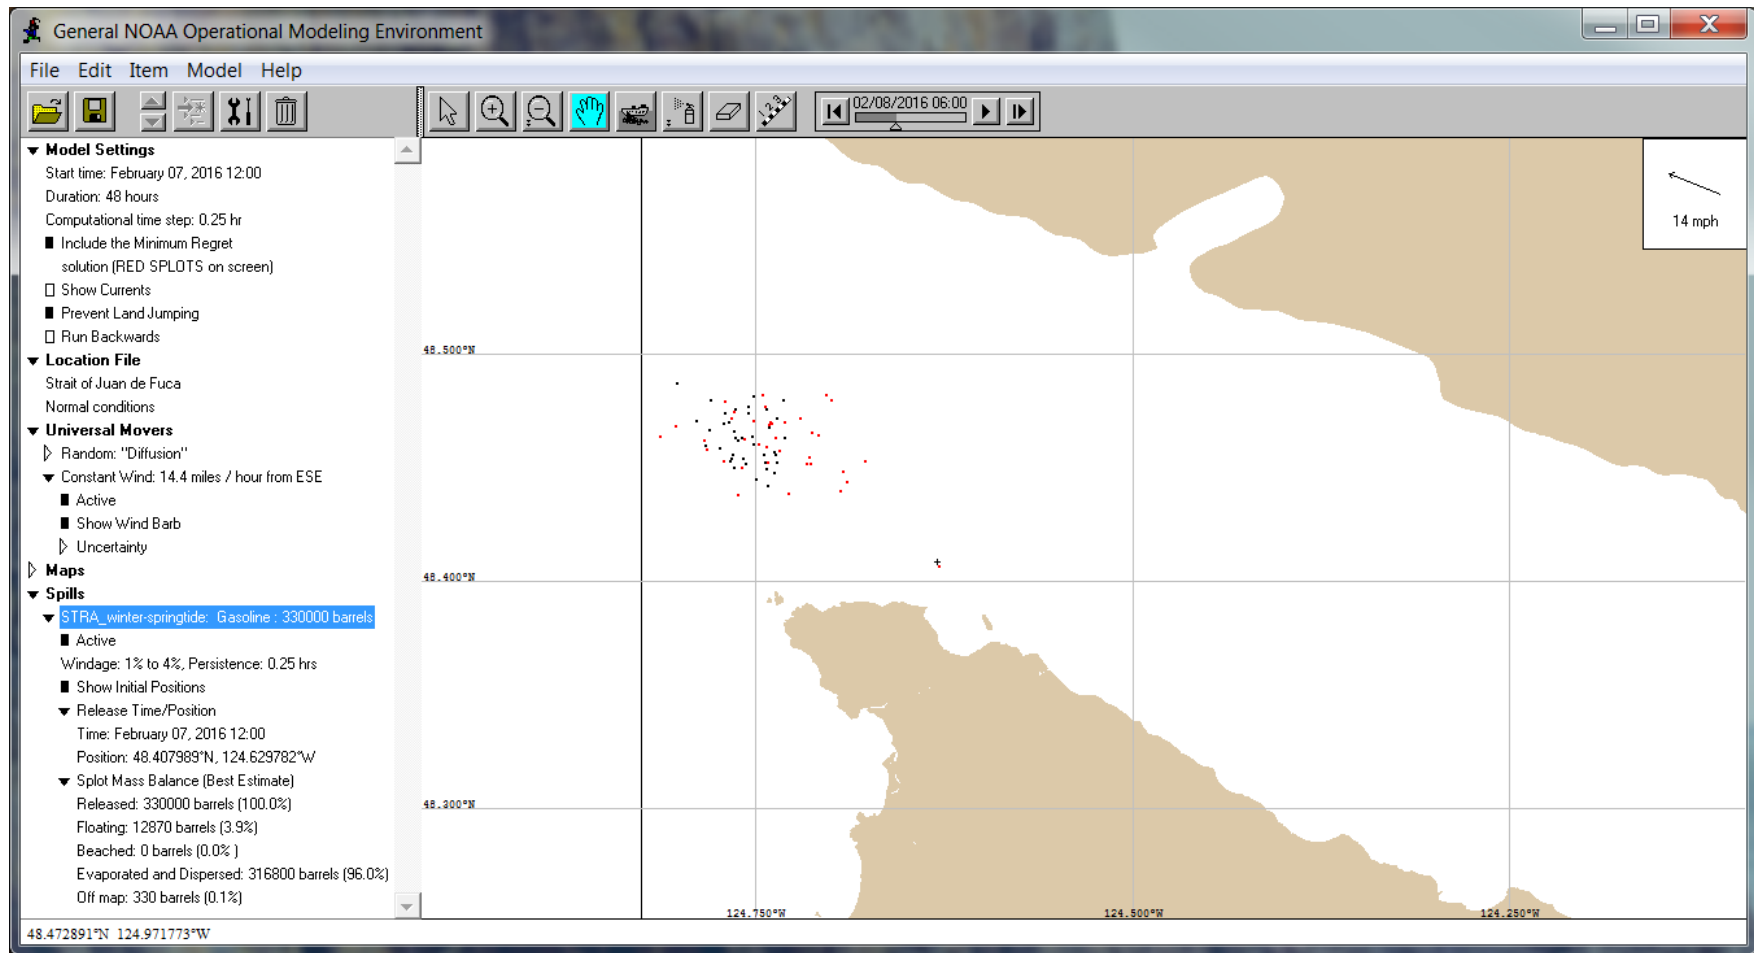 General NOAA Operational Modeling Environment
File Edit Item Model Help
02/08/2016 06:00
Model Settings
Start time: February 07, 2016 12:00
Duration: 48 hours
Computational time step: 0.25 hr
Include the Minimum Regret
solution (RED SPLOTS on screen)
Show Currents
Prevent Land Jumping
Run Backwards
Location File
Strait of Juan de Fuca
Normal conditions
Universal Movers
Random: "Diffusion"
Constant Wind: 14.4 miles / hour from ESE
Active
Show Wind Barb
Uncertainty
Maps
Spills
STRA_winter-springtide: Gasoline : 330000 barrels
Active
Windage: 1% to 4%, Persistence: 0.25 hrs
Show Initial Positions
Release Time/Position
Time: February 07, 2016 12:00
Position: 48.407989°N, 124.629782°W
Splot Mass Balance (Best Estimate)
Released: 330000 barrels (100.0%)
Floating: 12870 barrels (3.9%)
Beached: 0 barrels (0.0% )
Evaporated and Dispersed: 316800 barrels (96.0%)
Off map: 330 barrels (0.1%)
14 mph
48.500°N
48.400°N
48.300°N
124.750°W 124.500°W 124.250°W
48.472891°N 124.971773°W